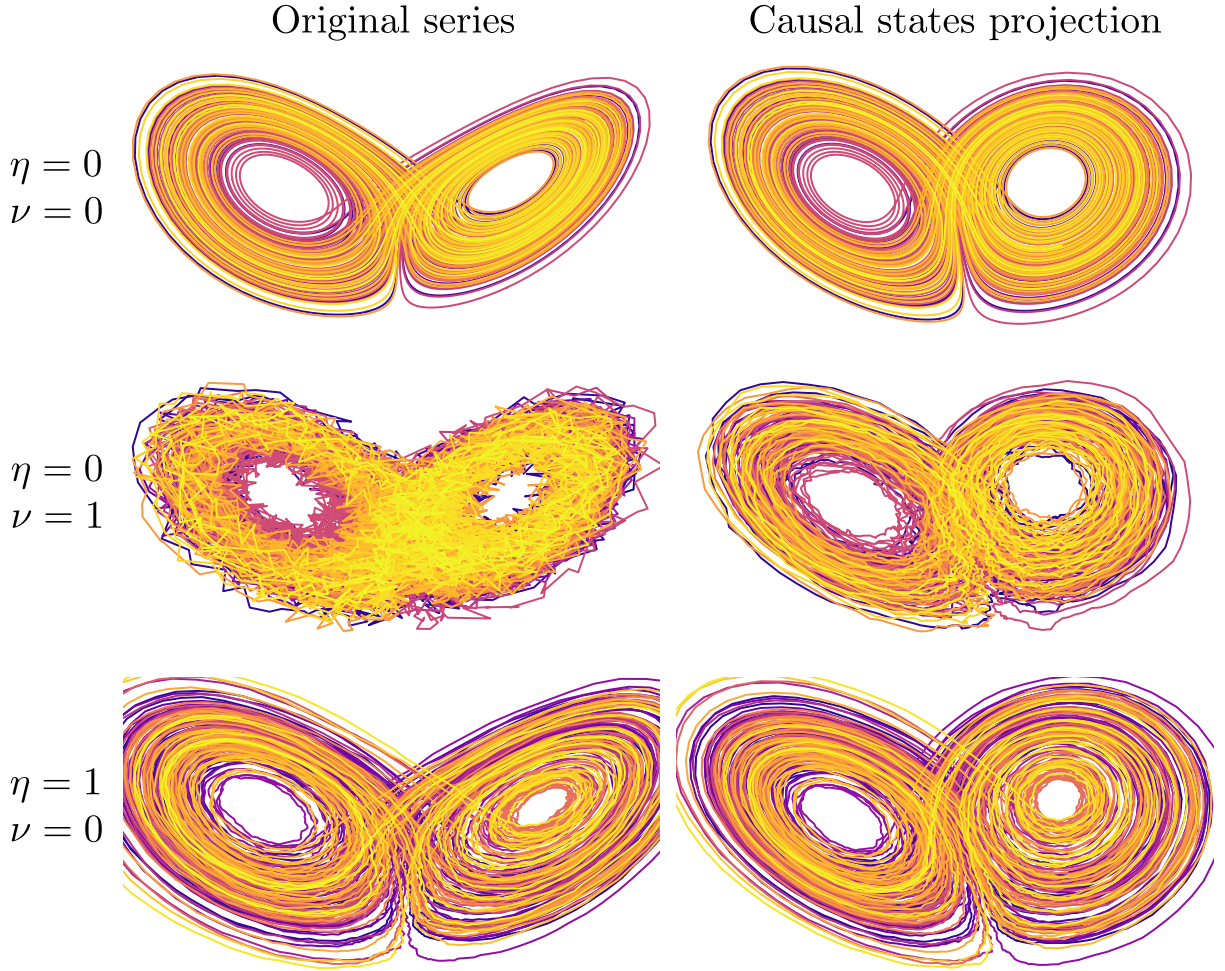 Original series
Causal states projection
η = 0
ν = 0
η = 0
ν = 1
η = 1
ν = 0